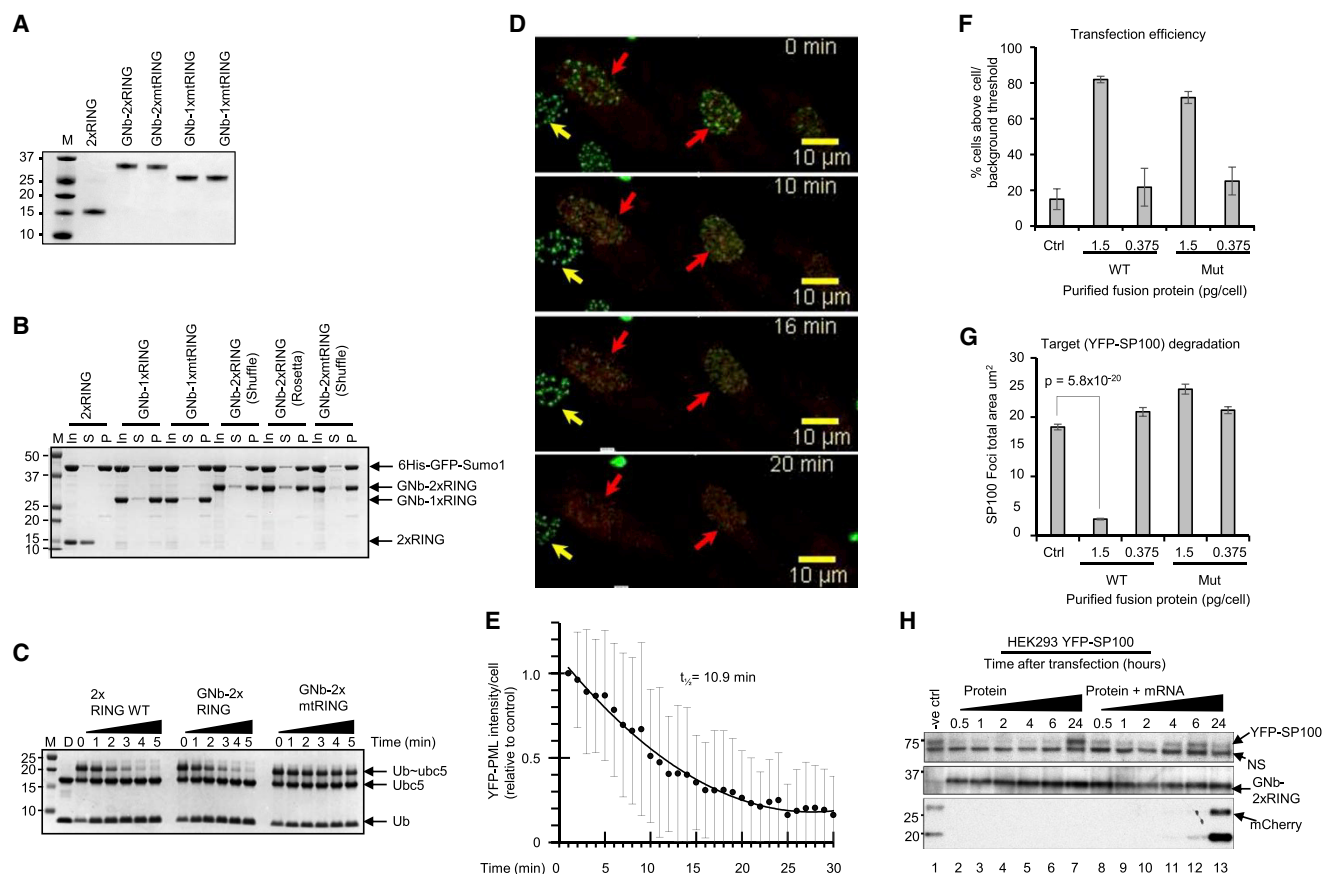 A
M
2xRING
GNb-2xRING
GNb-2xmtRING
GNb-1xmtRING
GNb-1xmtRING
37
25
20
15
10
B
2xRING
GNb-1xRING
GNb-1xmtRING
GNb-2xRING
(Shuffle)
GNb-2xRING
(Rosetta)
GNb-2xmtRING
(Shuffle)
M In S P In S P In S P In S P In S P In S P
50
37
25
20
15
10
6His-GFP-Sumo1
GNb-2xRING
GNb-1xRING
2xRING
C
2x
RING WT
GNb-2x
RING
GNb-2x
mtRING
M D 0 1 2 3 4 5 0 1 2 3 4 5 0 1 2 3 4 5 Time (min)
25
20
15
10
Ub~ubc5
Ubc5
Ub
D
0 min
10 µm
10 min
10 µm
16 min
10 µm
20 min
10 µm
E
YFP-PML intensity/cell
(relative to control)
1.0
0.5
0
t½= 10.9 min
Time (min) 0 10 20 30
F
Transfection efficiency
% cells above cell/
background threshold
100
80
60
40
20
0
Ctrl 1.5 0.375 1.5 0.375
WT Mut
Purified fusion protein (pg/cell)
G
Target (YFP-SP100) degradation
SP100 Foci total area um²
30
25
20
15
10
5
0
p = 5.8x10⁻²⁰
Ctrl 1.5 0.375 1.5 0.375
WT Mut
Purified fusion protein (pg/cell)
H
HEK293 YFP-SP100
Time after transfection (hours)
-ve ctrl
Protein
Protein + mRNA
0.5 1 2 4 6 24 0.5 1 2 4 6 24
75
37
25
20
YFP-SP100
NS
GNb-
2xRING
mCherry
1 2 3 4 5 6 7 8 9 10 11 12 13